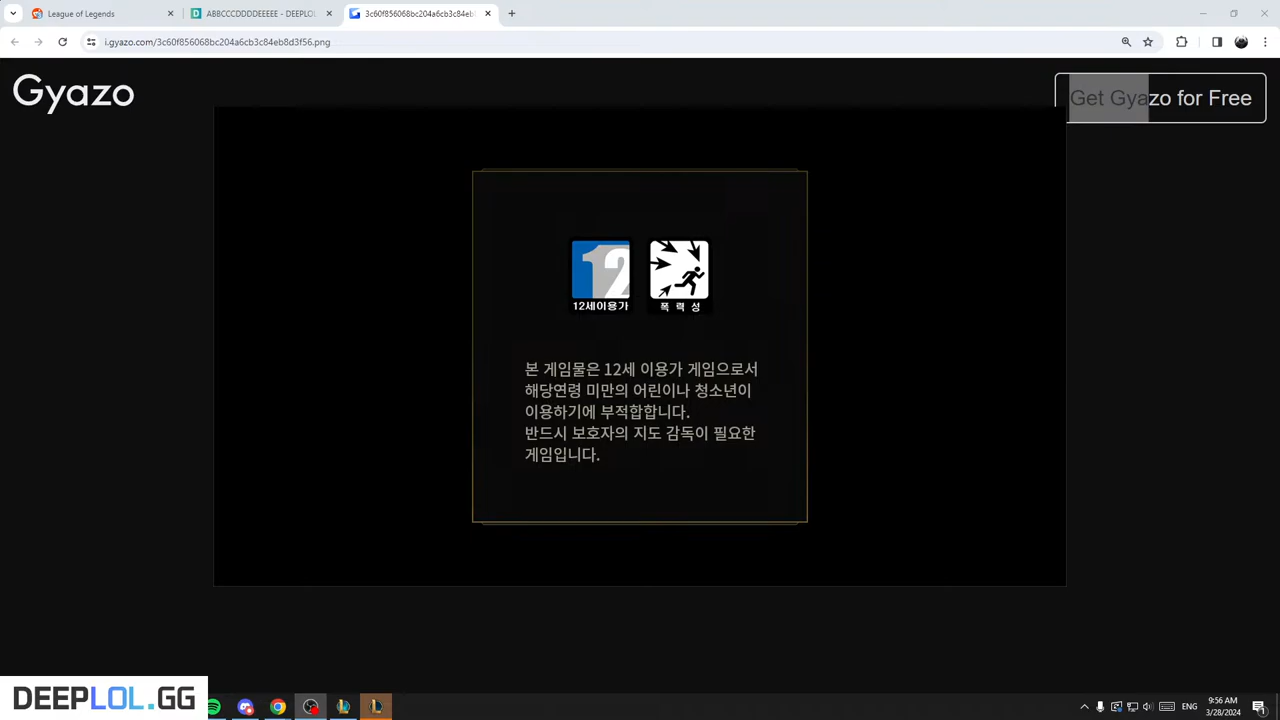 League of Legends
ABBCCCDDDDEEEEE - DEEPLOL
3c60f856068bc204a6cb3c84eb
i.gyazo.com/3c60f856068bc204a6cb3c84eb8d3f56.png
Gyazo
Get Gyazo for Free
12
12세이용가
폭력성
본 게임물은 12세 이용가 게임으로서
해당연령 미만의 어린이나 청소년이
이용하기에 부적합합니다.
반드시 보호자의 지도 감독이 필요한
게임입니다.
DEEPLOL.GG
ENG
9:56 AM
3/28/2024
1